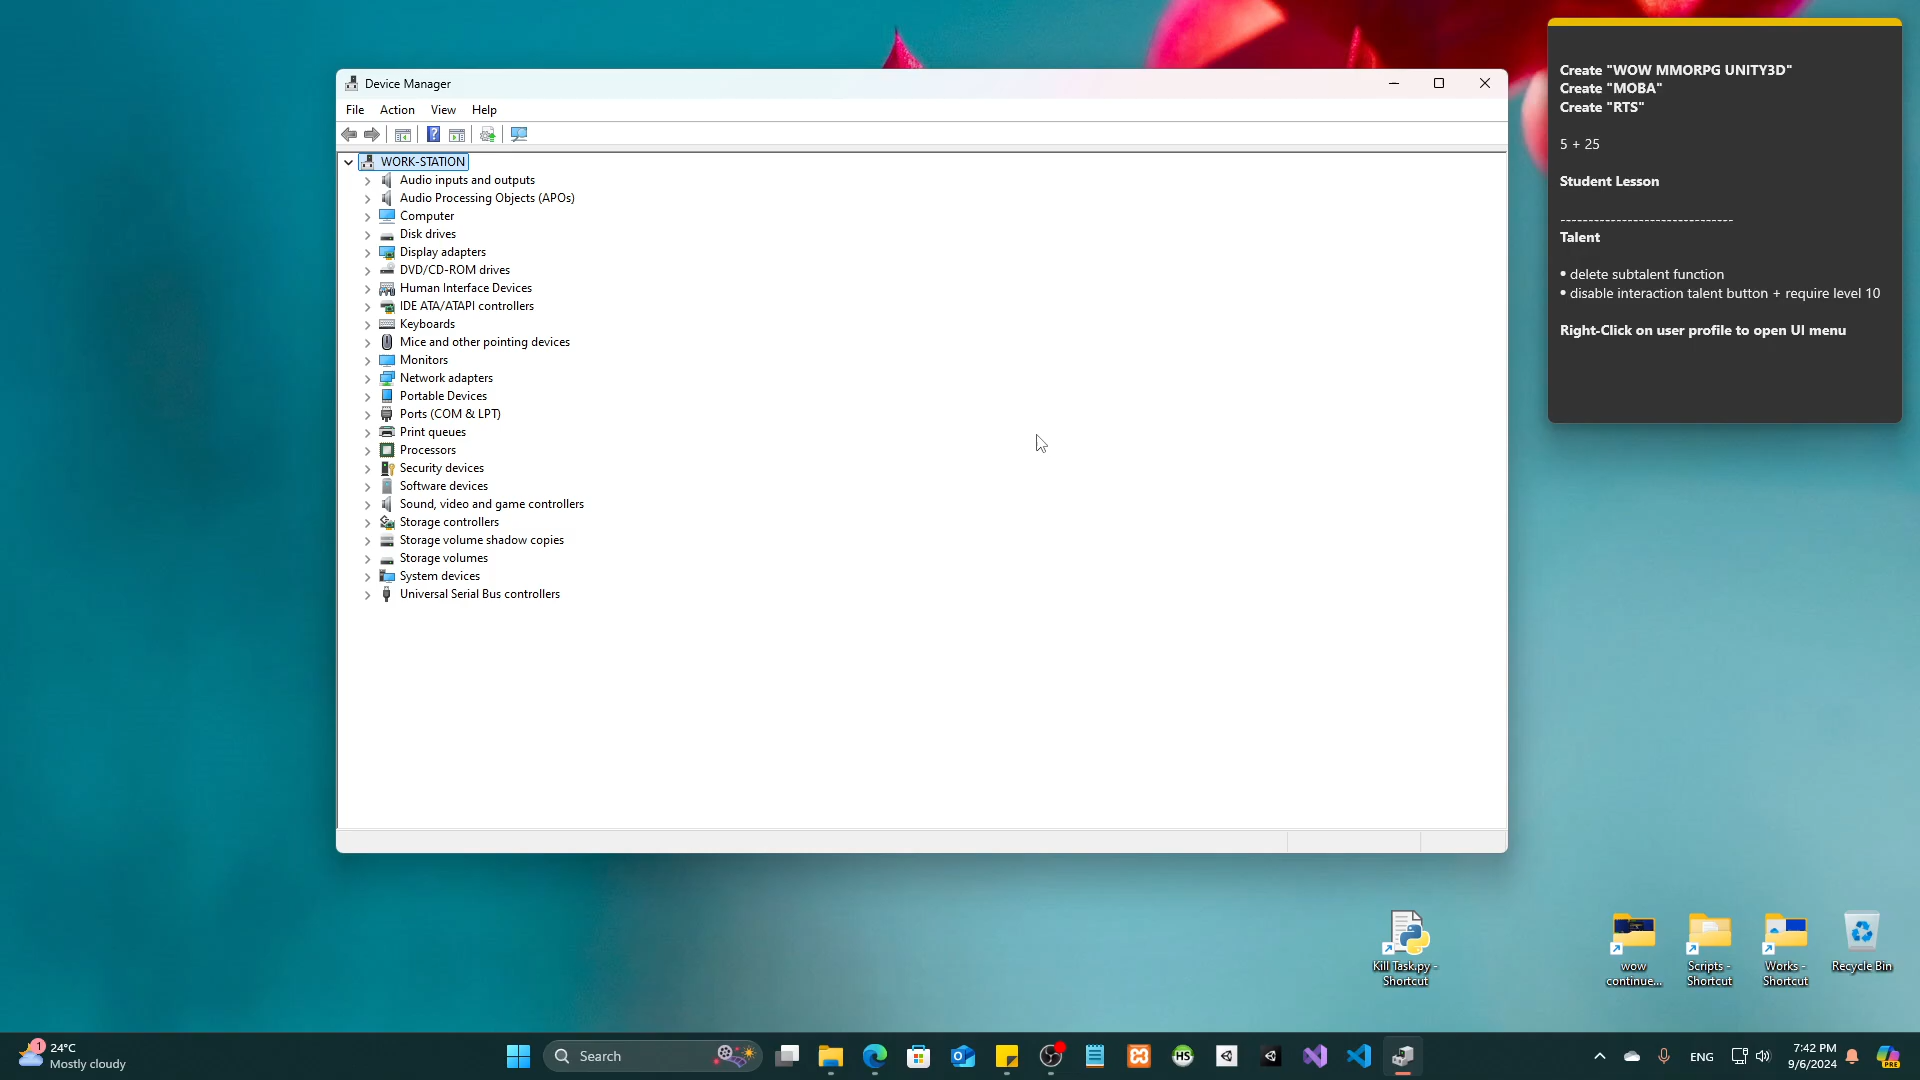 Device Manager
File Action View Help
WORK-STATION
Audio inputs and outputs
Audio Processing Objects (APOs)
Computer
Disk drives
Display adapters
DVD/CD-ROM drives
Human Interface Devices
IDE ATA/ATAPI controllers
Keyboards
Mice and other pointing devices
Monitors
Network adapters
Portable Devices
Ports (COM & LPT)
Print queues
Processors
Security devices
Software devices
Sound, video and game controllers
Storage controllers
Storage volume shadow copies
Storage volumes
System devices
Universal Serial Bus controllers
Create "WOW MMORPG UNITY3D"
Create "MOBA"
Create "RTS"
5 + 25
Student Lesson
-------------------------------
Talent
• delete subtalent function
• disable interaction talent button + require level 10
Right-Click on user profile to open UI menu
Kill Task.py -
Shortcut
wow
continue...
Scripts -
Shortcut
Works -
Shortcut
Recycle Bin
1
24°C
Mostly cloudy
Search
HS
ENG
7:42 PM
9/6/2024
PRE